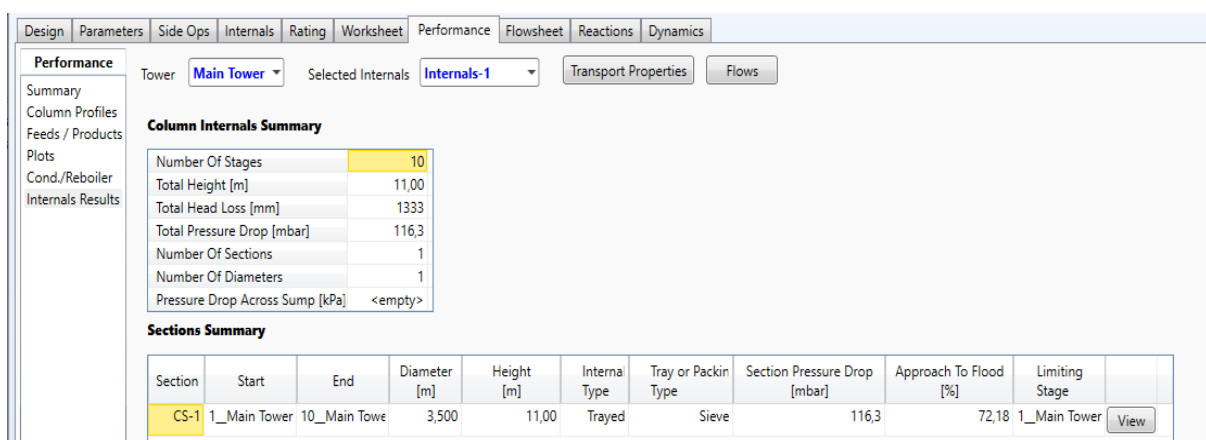 Design Parameters Side Ops Internals Rating Worksheet Performance Flowsheet Reactions Dynamics
Performance
Summary
Column Profiles
Feeds / Products
Plots
Cond./Reboiler
Internals Results
Tower Main Tower Selected Internals Internals-1 Transport Properties Flows
Column Internals Summary
Number Of Stages 10
Total Height [m] 11,00
Total Head Loss [mm] 1333
Total Pressure Drop [mbar] 116,3
Number Of Sections 1
Number Of Diameters 1
Pressure Drop Across Sump [kPa] <empty>
Sections Summary
Section Start End Diameter [m] Height [m] Internal Type Tray or Packin Type Section Pressure Drop [mbar] Approach To Flood [%] Limiting Stage
CS-1 1__Main Tower 10__Main Towe 3,500 11,00 Trayed Sieve 116,3 72,18 1__Main Tower View